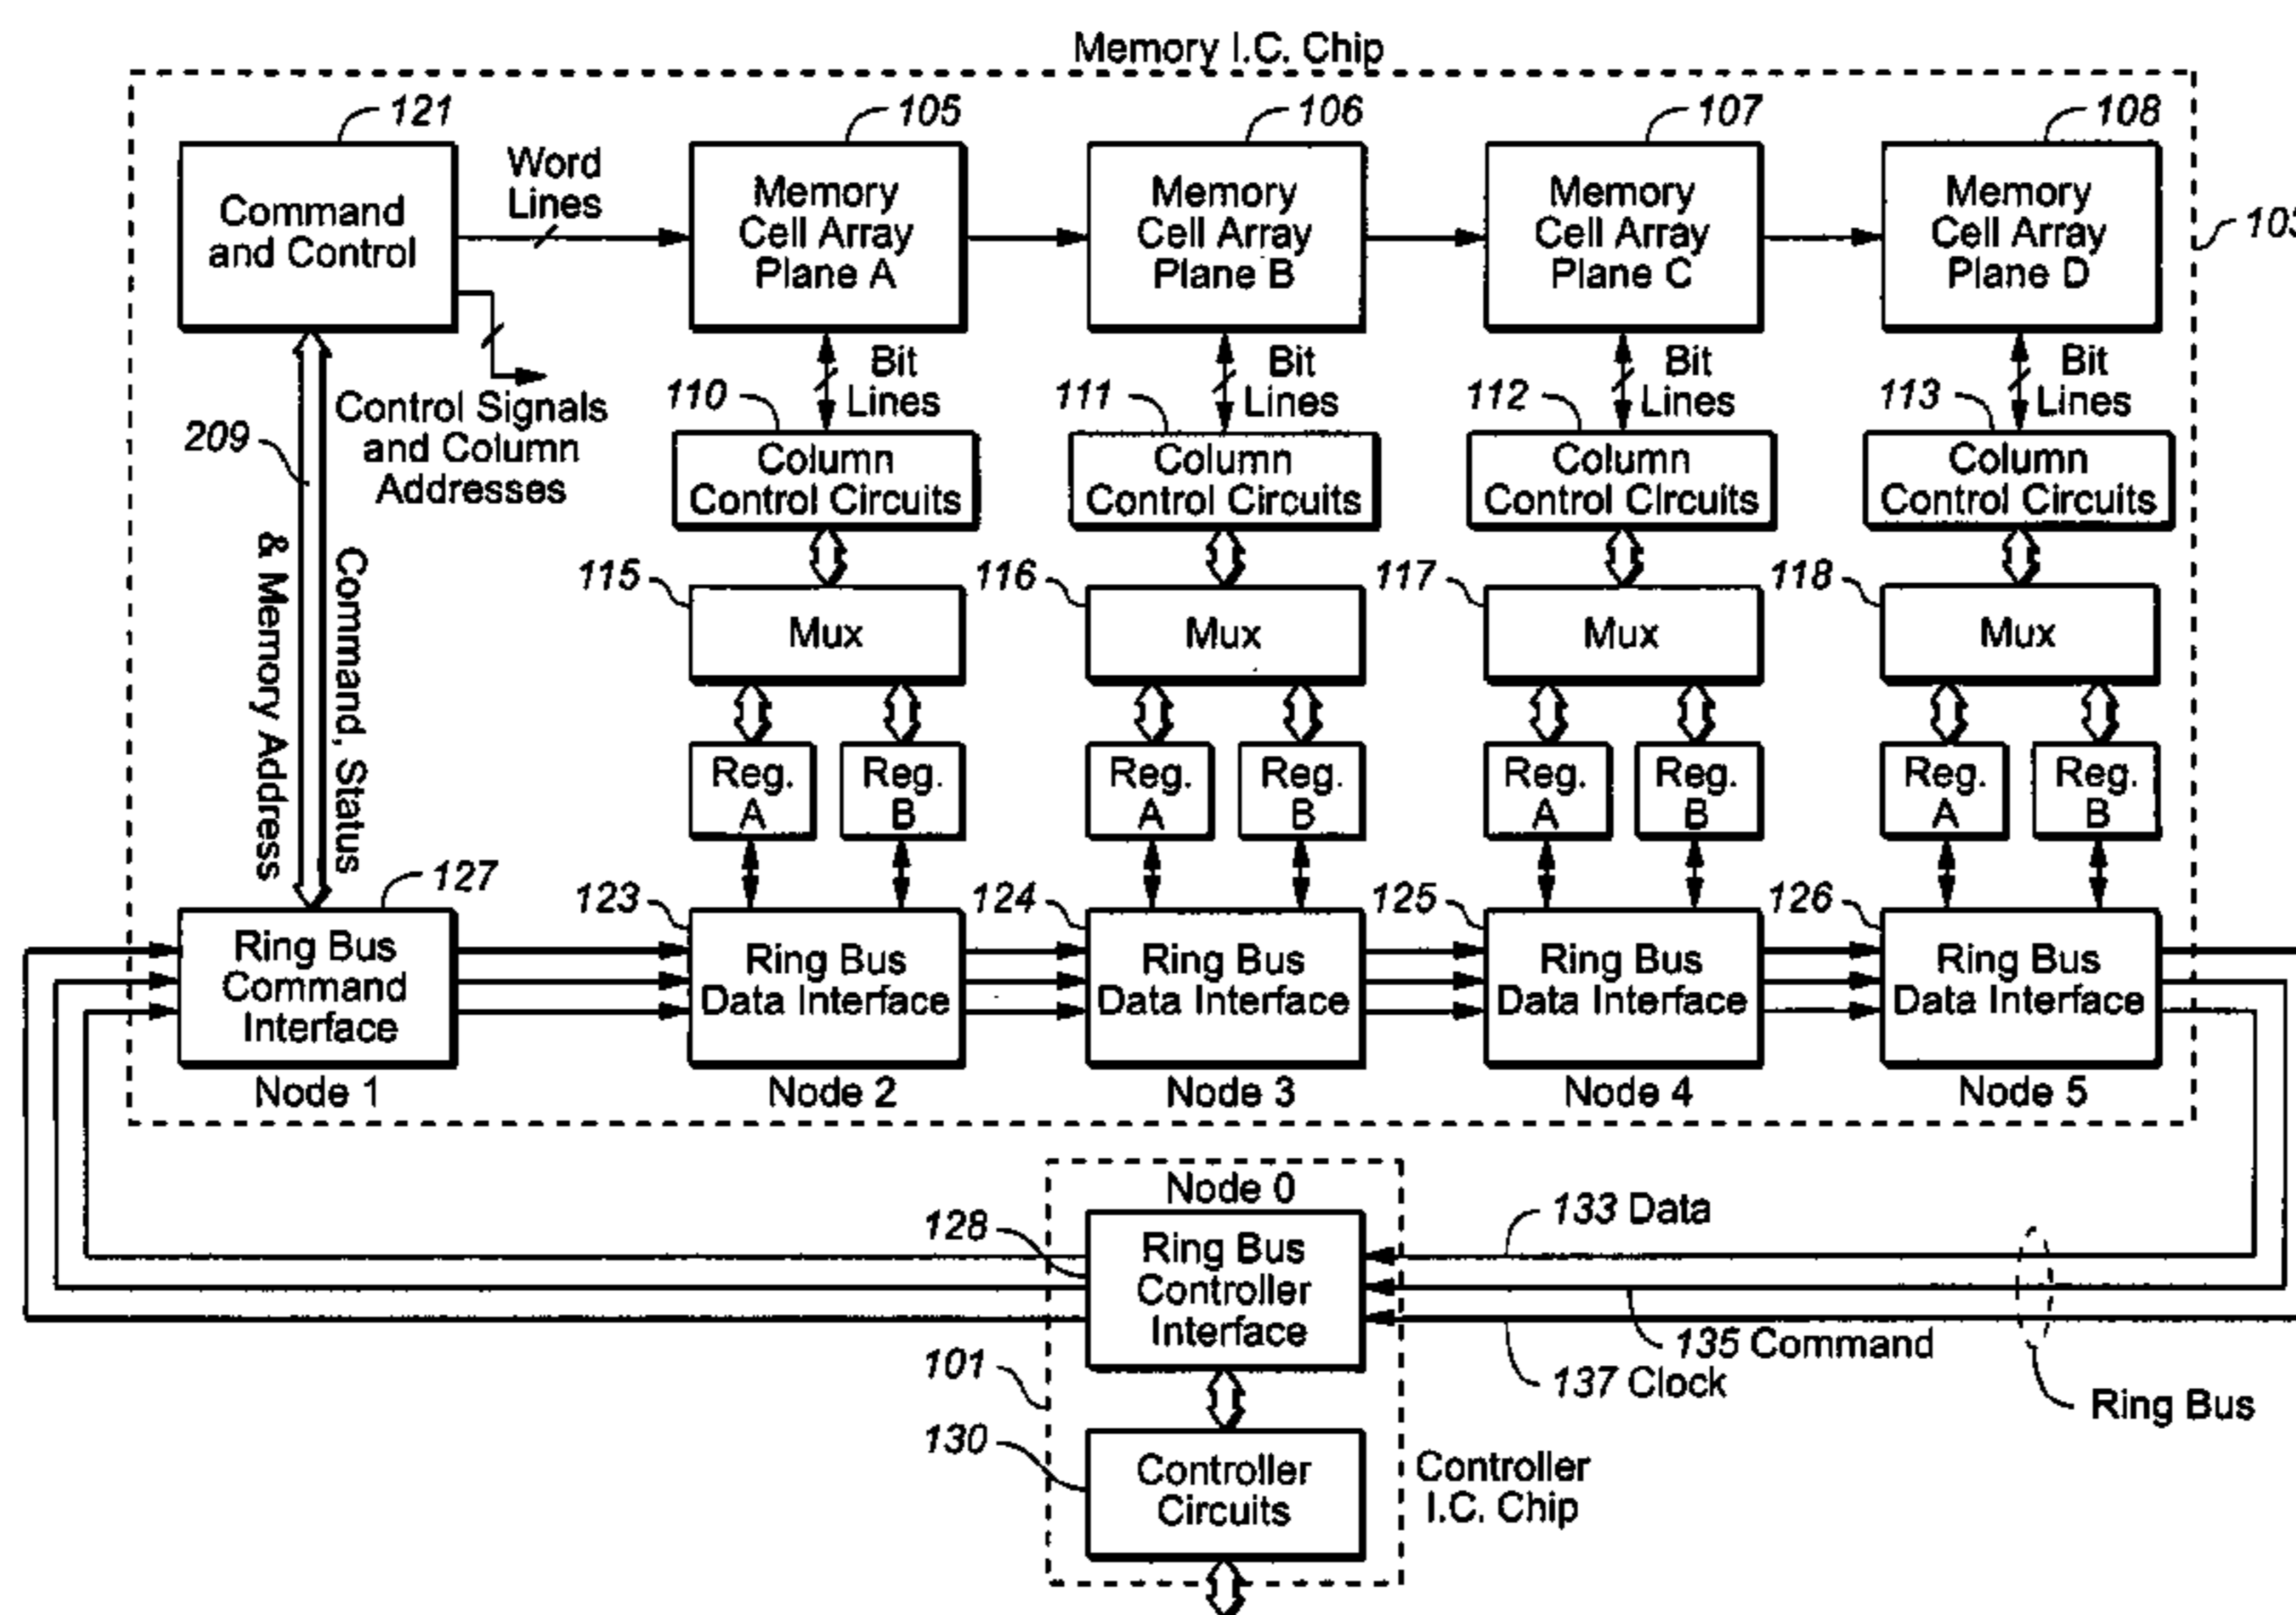 Memory I.C. Chip
121
105
106
107
108
Word
Lines
Command
and Control
Memory
Cell Array
Plane A
Memory
Cell Array
Plane B
Memory
Cell Array
Plane C
Memory
Cell Array
Plane D
Bit
Lines
Bit
Lines
Bit
Lines
Bit
Lines
209
Control Signals
and Column
Addresses
Command, Status
& Memory Address
110
111
112
113
Column
Control Circuits
Column
Control Circuits
Column
Control Circuits
Column
Control Circuits
115
116
117
118
Mux
Mux
Mux
Mux
Reg.
A
Reg.
B
Reg.
A
Reg.
B
Reg.
A
Reg.
B
Reg.
A
Reg.
B
127
123
124
125
126
Ring Bus
Command
Interface
Ring Bus
Data Interface
Ring Bus
Data Interface
Ring Bus
Data Interface
Ring Bus
Data Interface
Node 1
Node 2
Node 3
Node 4
Node 5
Node 0
128
Ring Bus
Controller
Interface
133 Data
135 Command
137 Clock
Ring Bus
101
130
Controller
Circuits
Controller
I.C. Chip